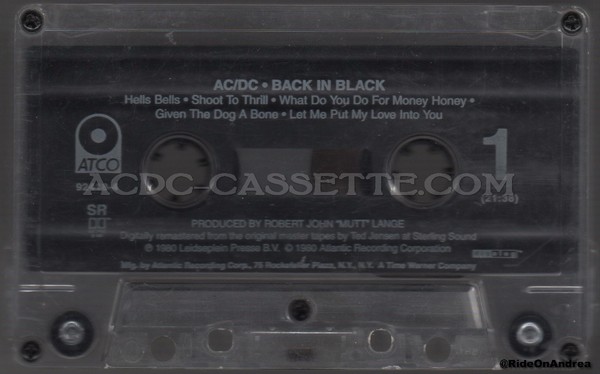 AC/DC • BACK IN BLACK
Hells Bells • Shoot To Thrill • What Do You Do For Money Honey •
Given The Dog A Bone • Let Me Put My Love Into You
ATCO
1
ACDC-CASSETTE.COM
(21:38)
SR
PRODUCED BY ROBERT JOHN "MUTT" LANGE
Digitally remastered from the original master tapes by Ted Jensen at Sterling Sound
℗ 1980 Leidseplein Presse B.V. © 1980 Atlantic Recording Corporation
Mfg. by Atlantic Recording Corp., 75 Rockefeller Plaza, N.Y., N.Y. A Time Warner Company
@RideOnAndrea